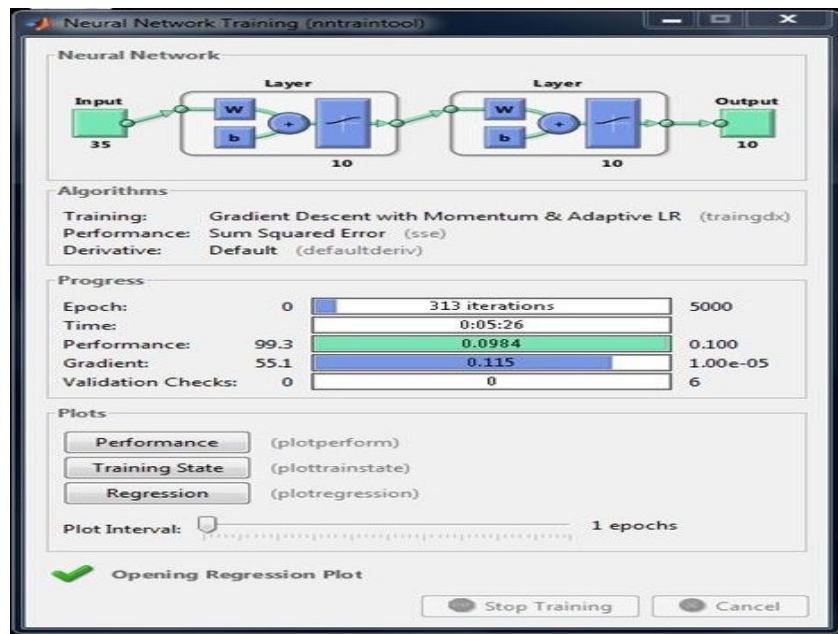 Neural Network Training (nntraintool)
Neural Network
Layer Layer
Input W b + W b + Output
35 10 10 10
Algorithms
Training: Gradient Descent with Momentum & Adaptive LR (traingdx)
Performance: Sum Squared Error (sse)
Derivative: Default (defaultderiv)
Progress
Epoch: 0 313 iterations 5000
Time: 0:05:26
Performance: 99.3 0.0984 0.100
Gradient: 55.1 0.115 1.00e-05
Validation Checks: 0 0 6
Plots
Performance (plotperform)
Training State (plottrainstate)
Regression (plotregression)
Plot Interval: 1 epochs
Opening Regression Plot
Stop Training Cancel